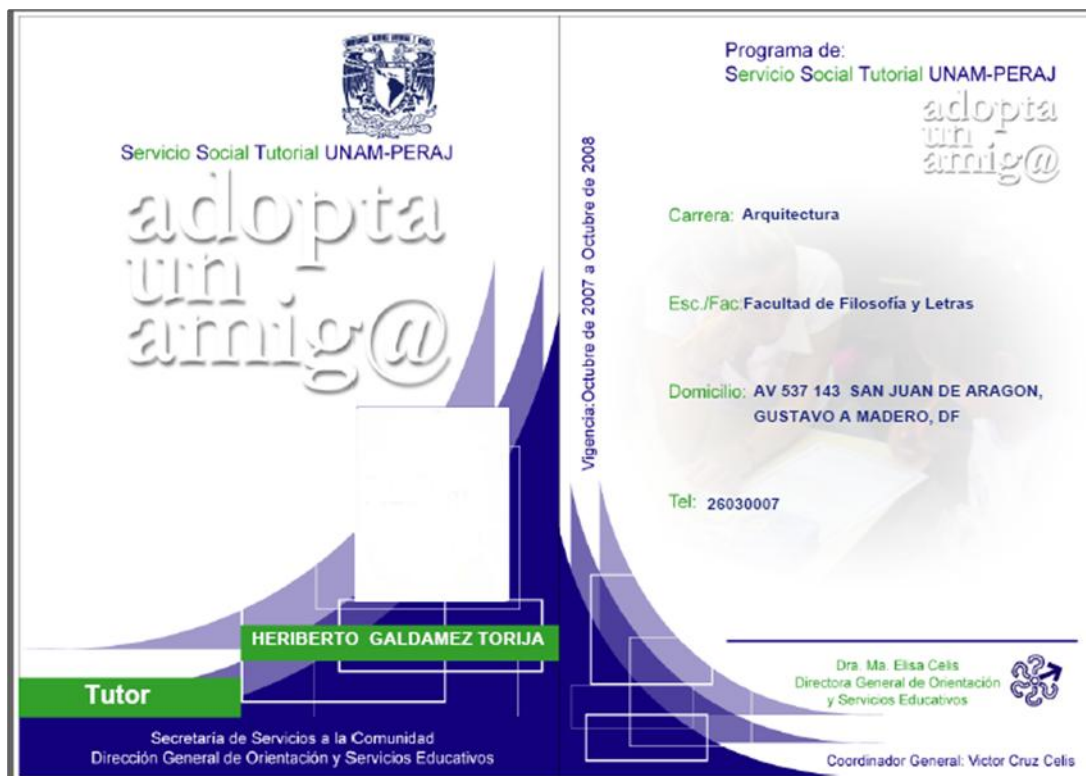 Servicio Social Tutorial UNAM-PERAJ
adopta
un
amig@
HERIBERTO GALDAMEZ TORIJA
Tutor
Secretaría de Servicios a la Comunidad
Dirección General de Orientación y Servicios Educativos
Vigencia:Octubre de 2007 a Octubre de 2008
Programa de:
Servicio Social Tutorial UNAM-PERAJ
adopta
un
amig@
Carrera: Arquitectura
Esc./Fac: Facultad de Filosofía y Letras
Domicilio: AV 537 143 SAN JUAN DE ARAGON,
GUSTAVO A MADERO, DF
Tel: 26030007
Dra. Ma. Elisa Celis
Directora General de Orientación
y Servicios Educativos
Coordinador General: Victor Cruz Celis